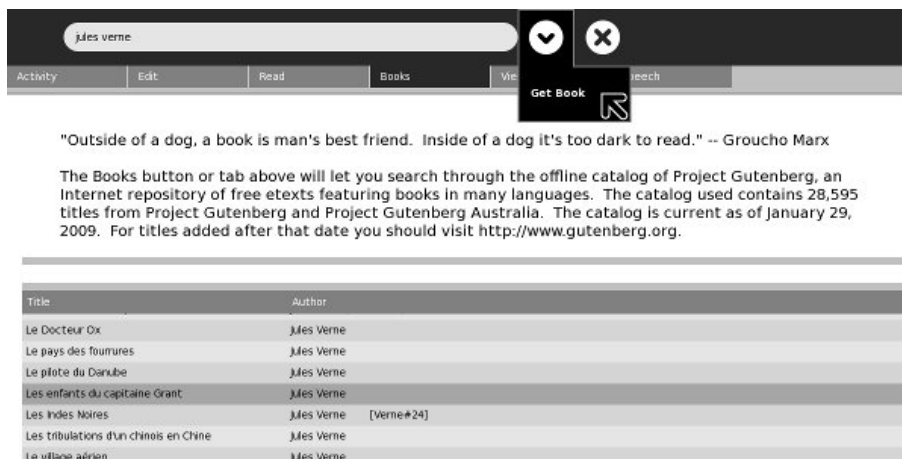 jules verne
Activity Edit Read Books Vie eech
Get Book
"Outside of a dog, a book is man's best friend. Inside of a dog it's too dark to read." -- Groucho Marx
The Books button or tab above will let you search through the offline catalog of Project Gutenberg, an
Internet repository of free etexts featuring books in many languages. The catalog used contains 28,595
titles from Project Gutenberg and Project Gutenberg Australia. The catalog is current as of January 29,
2009. For titles added after that date you should visit http://www.gutenberg.org.
Title Author
Le Docteur Ox Jules Verne
Le pays des fourrures Jules Verne
Le pilote du Danube Jules Verne
Les enfants du capitaine Grant Jules Verne
Les Indes Noires Jules Verne [Verne#24]
Les tribulations d'un chinois en Chine Jules Verne
Le village aérien Jules Verne